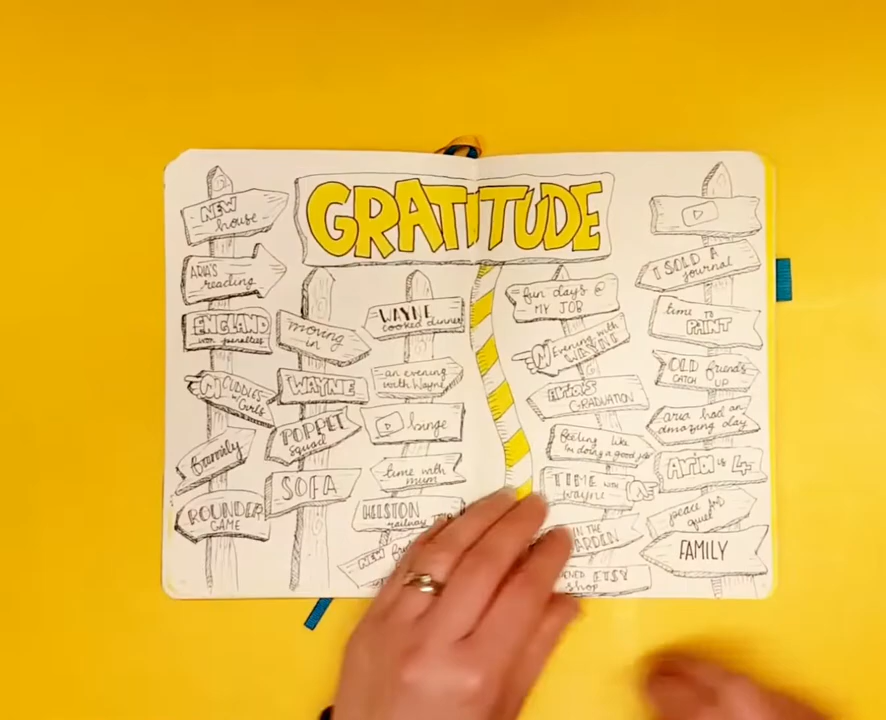 GRATITUDE
NEW
house
ARIA'S
reading
ENGLAND
won penalties
CUDDLES
w/ Girls
family
ROUNDER
GAME
moving
in
WAYNE
POPPET
squad
SOFA
WAYNE
cooked dinner
an evening
with Wayne
binge
time with
mum
HELSTON
railway
NEW
fun days @
MY JOB
Evening with
WAYNE
Aria's
GRADUATION
feeling like
I'm doing a good job
TIME with
wayne
IN THE
ETSY
shop
I SOLD A
journal
time TO
PAINT
OLD friends
CATCH UP
aria had an
amazing day
Aria is 4
peace and
quiet
FAMILY